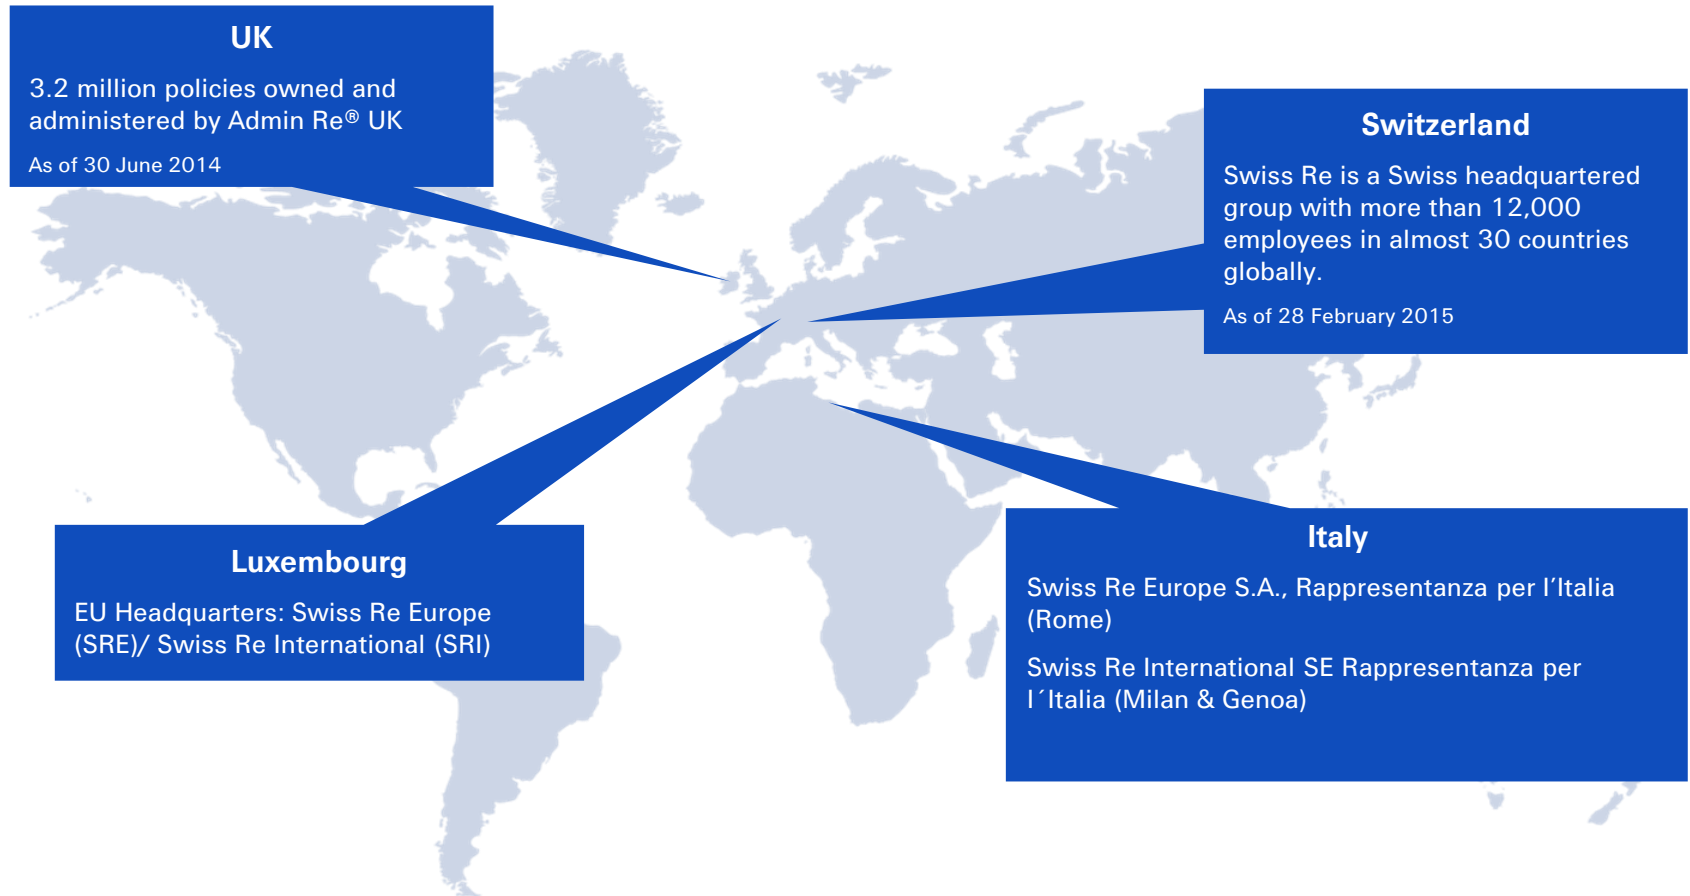 UK
3.2 million policies owned and
administered by Admin Re® UK
As of 30 June 2014
Switzerland
Swiss Re is a Swiss headquartered
group with more than 12,000
employees in almost 30 countries
globally.
As of 28 February 2015
Luxembourg
EU Headquarters: Swiss Re Europe
(SRE)/ Swiss Re International (SRI)
Italy
Swiss Re Europe S.A., Rappresentanza per l’Italia
(Rome)
Swiss Re International SE Rappresentanza per
l´Italia (Milan & Genoa)